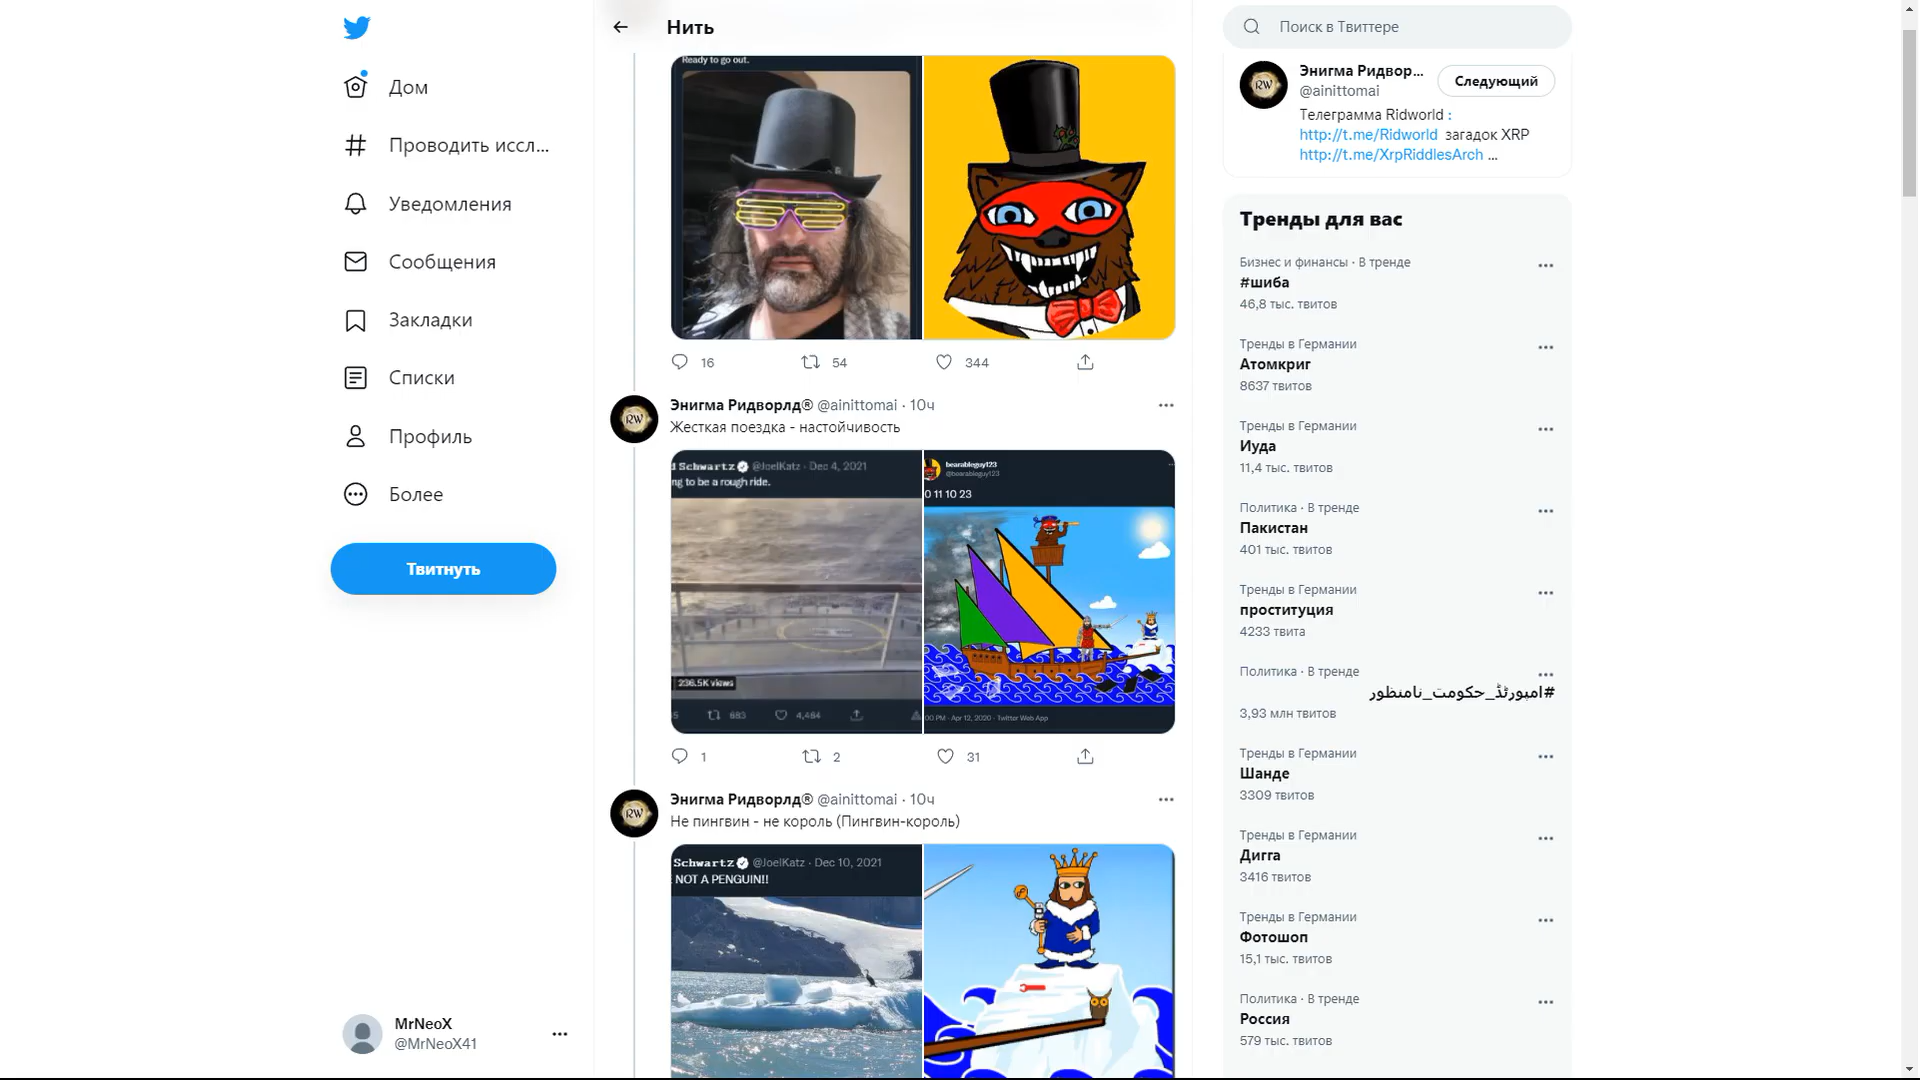 Дом
Проводить иссл...
Уведомления
Сообщения
Закладки
Списки
Профиль
Более
Твитнуть
MrNeoX
@MrNeoX41
Нить
Ready to go out.
16
54
344
Энигма Ридворлд® @ainittomai · 10ч
Жесткая поездка - настойчивость
d Schwartz @JoelKatz · Dec 4, 2021
ng to be a rough ride.
236.5K views
683
4,464
bearableguy123
@bearableguy123
0 11 10 23
:00 PM · Apr 12, 2020 · Twitter Web App
1
2
31
Энигма Ридворлд® @ainittomai · 10ч
Не пингвин - не король (Пингвин-король)
Schwartz @JoelKatz · Dec 10, 2021
NOT A PENGUIN!!
Поиск в Твиттере
RW
Энигма Ридвор...
@ainittomai
Следующий
Телеграмма Ridworld :
http://t.me/Ridworld загадок XRP
http://t.me/XrpRiddlesArch ...
Тренды для вас
Бизнес и финансы · В тренде
#шиба
46,8 тыс. твитов
Тренды в Германии
Атомкриг
8637 твитов
Тренды в Германии
Иуда
11,4 тыс. твитов
Политика · В тренде
Пакистан
401 тыс. твитов
Тренды в Германии
проституция
4233 твита
Политика · В тренде
#امپورٹڈ_حکومت_نامنظور
3,93 млн твитов
Тренды в Германии
Шанде
3309 твитов
Тренды в Германии
Дигга
3416 твитов
Тренды в Германии
Фотошоп
15,1 тыс. твитов
Политика · В тренде
Россия
579 тыс. твитов